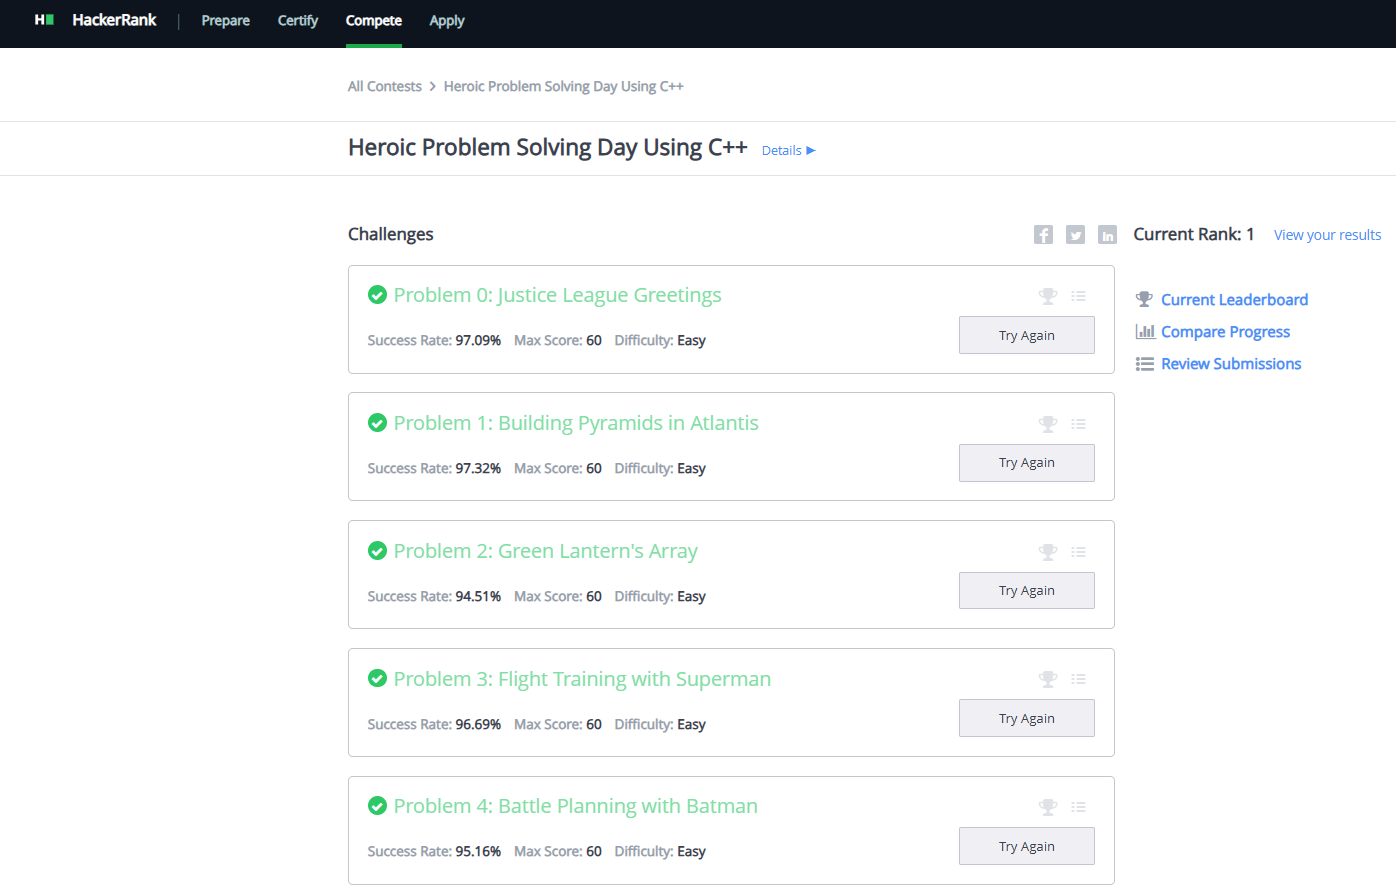 H HackerRank | Prepare Certify Compete Apply
All Contests > Heroic Problem Solving Day Using C++
Heroic Problem Solving Day Using C++ Details ▶
Challenges
f in Current Rank: 1 View your results
Problem 0: Justice League Greetings
Success Rate: 97.09% Max Score: 60 Difficulty: Easy
Try Again
Current Leaderboard
Compare Progress
Review Submissions
Problem 1: Building Pyramids in Atlantis
Success Rate: 97.32% Max Score: 60 Difficulty: Easy
Try Again
Problem 2: Green Lantern's Array
Success Rate: 94.51% Max Score: 60 Difficulty: Easy
Try Again
Problem 3: Flight Training with Superman
Success Rate: 96.69% Max Score: 60 Difficulty: Easy
Try Again
Problem 4: Battle Planning with Batman
Success Rate: 95.16% Max Score: 60 Difficulty: Easy
Try Again